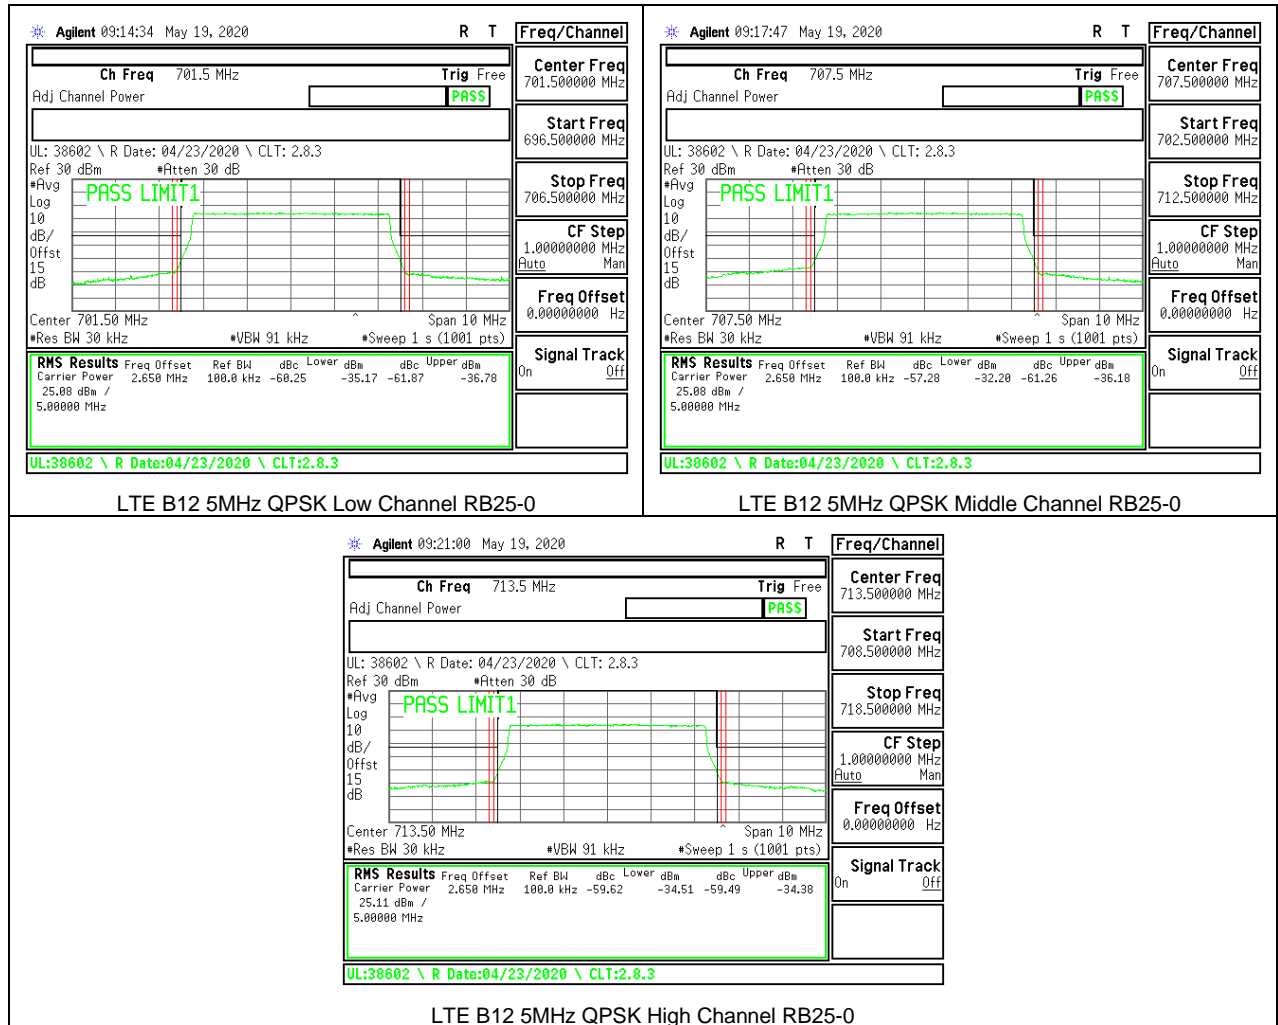 Agilent 09:14:34 May 19, 2020 R T Freq/Channel
Ch Freq 701.5 MHz Trig Free
Adj Channel Power PASS
Center Freq
701.500000 MHz
Start Freq
696.500000 MHz
UL: 38602 \ R Date: 04/23/2020 \ CLT: 2.8.3
Ref 30 dBm #Atten 30 dB
#Avg
Log
10
dB/
Offst
15
dB
PASS LIMIT1
Stop Freq
706.500000 MHz
CF Step
1.00000000 MHz
Auto Man
Freq Offset
0.00000000 Hz
Center 701.50 MHz ^ Span 10 MHz
#Res BW 30 kHz #VBW 91 kHz #Sweep 1 s (1001 pts)
Signal Track
On Off
RMS Results Freq Offset Ref BW dBc Lower dBm dBc Upper dBm
Carrier Power 2.650 MHz 100.0 kHz -60.25 -35.17 -61.87 -36.78
25.08 dBm /
5.00000 MHz
UL:38602 \ R Date:04/23/2020 \ CLT:2.8.3
LTE B12 5MHz QPSK Low Channel RB25-0
Agilent 09:17:47 May 19, 2020 R T Freq/Channel
Ch Freq 707.5 MHz Trig Free
Adj Channel Power PASS
Center Freq
707.500000 MHz
Start Freq
702.500000 MHz
UL: 38602 \ R Date: 04/23/2020 \ CLT: 2.8.3
Ref 30 dBm #Atten 30 dB
#Avg
Log
10
dB/
Offst
15
dB
PASS LIMIT1
Stop Freq
712.500000 MHz
CF Step
1.00000000 MHz
Auto Man
Freq Offset
0.00000000 Hz
Center 707.50 MHz ^ Span 10 MHz
#Res BW 30 kHz #VBW 91 kHz #Sweep 1 s (1001 pts)
Signal Track
On Off
RMS Results Freq Offset Ref BW dBc Lower dBm dBc Upper dBm
Carrier Power 2.650 MHz 100.0 kHz -57.28 -32.20 -61.26 -36.18
25.08 dBm /
5.00000 MHz
UL:38602 \ R Date:04/23/2020 \ CLT:2.8.3
LTE B12 5MHz QPSK Middle Channel RB25-0
Agilent 09:21:00 May 19, 2020 R T Freq/Channel
Ch Freq 713.5 MHz Trig Free
Adj Channel Power PASS
Center Freq
713.500000 MHz
Start Freq
708.500000 MHz
UL: 38602 \ R Date: 04/23/2020 \ CLT: 2.8.3
Ref 30 dBm #Atten 30 dB
#Avg
Log
10
dB/
Offst
15
dB
PASS LIMIT1
Stop Freq
718.500000 MHz
CF Step
1.00000000 MHz
Auto Man
Freq Offset
0.00000000 Hz
Center 713.50 MHz ^ Span 10 MHz
#Res BW 30 kHz #VBW 91 kHz #Sweep 1 s (1001 pts)
Signal Track
On Off
RMS Results Freq Offset Ref BW dBc Lower dBm dBc Upper dBm
Carrier Power 2.650 MHz 100.0 kHz -59.62 -34.51 -59.49 -34.38
25.11 dBm /
5.00000 MHz
UL:38602 \ R Date:04/23/2020 \ CLT:2.8.3
LTE B12 5MHz QPSK High Channel RB25-0